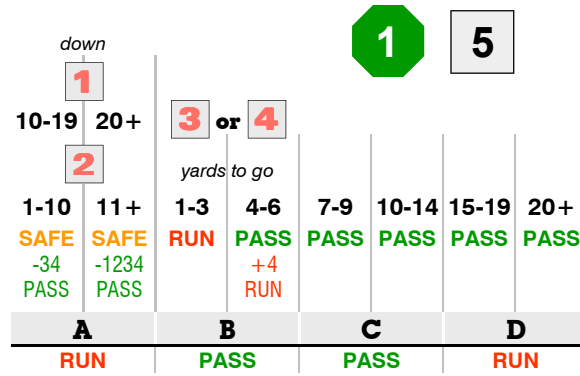 1 5
down
1
10-19 20+ 3 or 4
2 yards to go
1-10 11+ 1-3 4-6 7-9 10-14 15-19 20+
SAFE SAFE RUN PASS PASS PASS PASS PASS
-34 -1234 +4
PASS PASS RUN
A B C D
RUN PASS PASS RUN